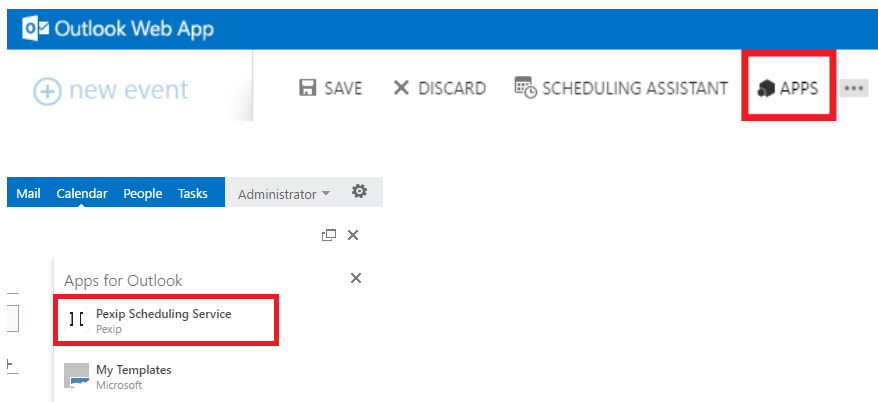 Outlook Web App
new event SAVE DISCARD SCHEDULING ASSISTANT APPS
Mail Calendar People Tasks Administrator
Apps for Outlook
Pexip Scheduling Service
Pexip
My Templates
Microsoft